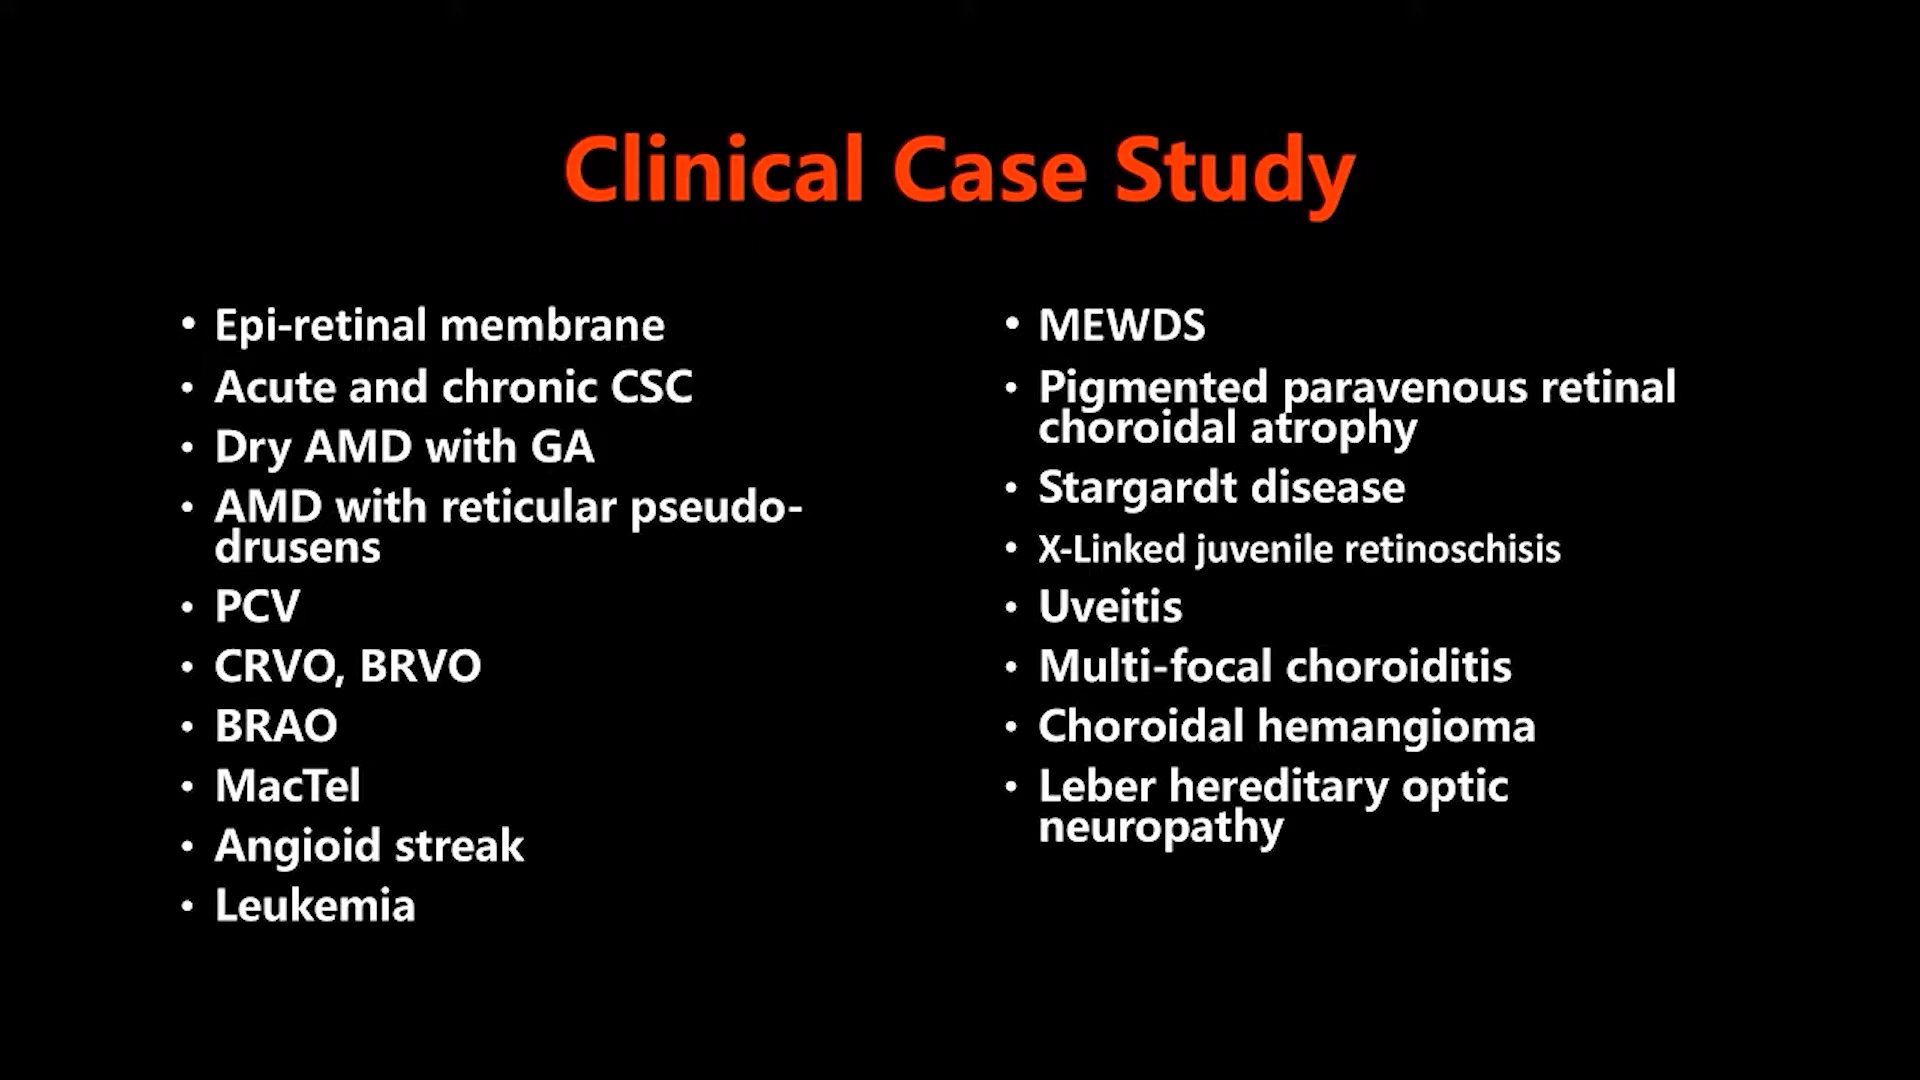 Clinical Case Study
• Epi-retinal membrane
• Acute and chronic CSC
• Dry AMD with GA
• AMD with reticular pseudo-
drusens
• PCV
• CRVO, BRVO
• BRAO
• MacTel
• Angioid streak
• Leukemia
• MEWDS
• Pigmented paravenous retinal
choroidal atrophy
• Stargardt disease
• X-Linked juvenile retinoschisis
• Uveitis
• Multi-focal choroiditis
• Choroidal hemangioma
• Leber hereditary optic
neuropathy